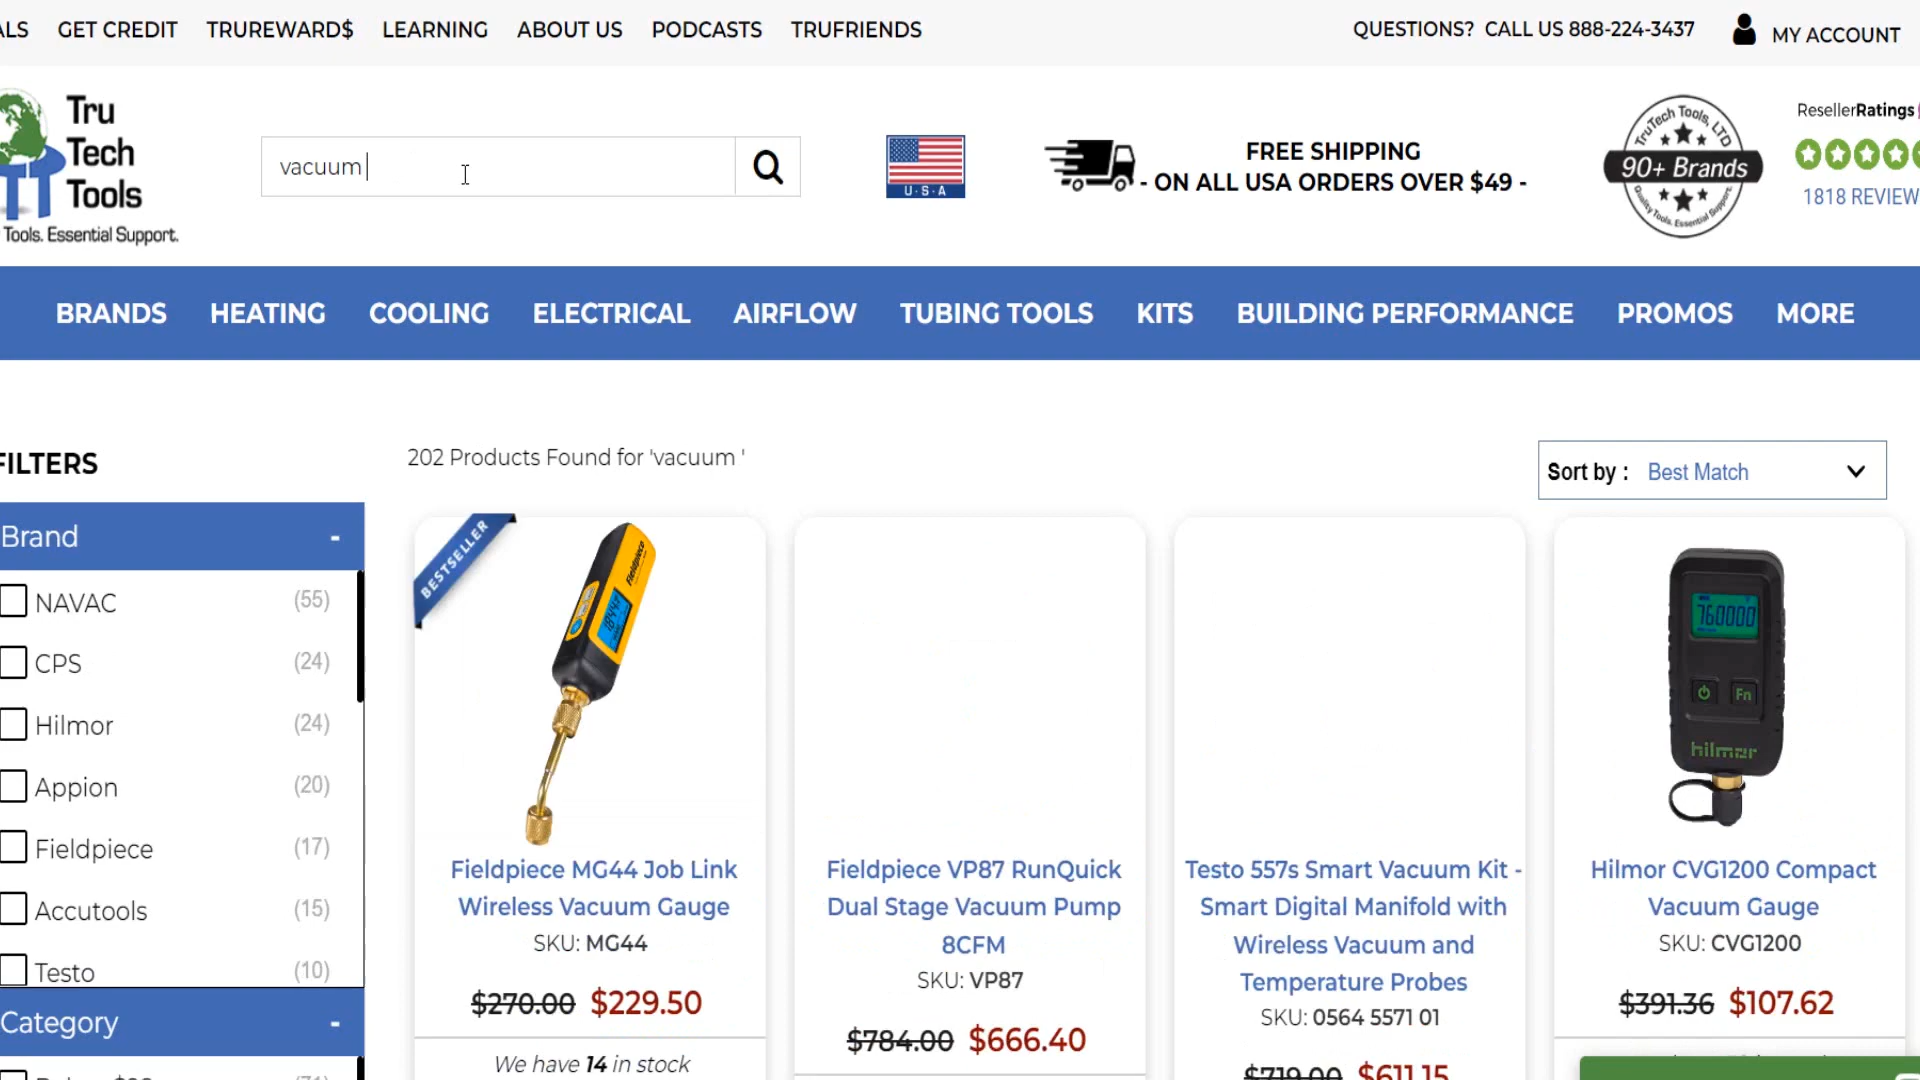 ALS GET CREDIT TRUREWARD$ LEARNING ABOUT US PODCASTS TRUFRIENDS QUESTIONS? CALL US 888-224-3437 MY ACCOUNT
Tru
Tech
Tools
Tools. Essential Support.
vacuum
U·S·A
FREE SHIPPING
- ON ALL USA ORDERS OVER $49 -
TruTech Tools, LTD
90+ Brands
Quality Tools. Essential Support.
ResellerRatings
1818 REVIEW
BRANDS HEATING COOLING ELECTRICAL AIRFLOW TUBING TOOLS KITS BUILDING PERFORMANCE PROMOS MORE
FILTERS
202 Products Found for 'vacuum '
Sort by : Best Match
Brand -
NAVAC (55)
CPS (24)
Hilmor (24)
Appion (20)
Fieldpiece (17)
Accutools (15)
Testo (10)
Category -
BESTSELLER
Fieldpiece
Fieldpiece MG44 Job Link
Wireless Vacuum Gauge
SKU: MG44
$270.00 $229.50
We have 14 in stock
Fieldpiece VP87 RunQuick
Dual Stage Vacuum Pump
8CFM
SKU: VP87
$784.00 $666.40
Testo 557s Smart Vacuum Kit -
Smart Digital Manifold with
Wireless Vacuum and
Temperature Probes
SKU: 0564 5571 01
$719.00 $611.15
760000
Fn
hilmor
Hilmor CVG1200 Compact
Vacuum Gauge
SKU: CVG1200
$391.36 $107.62